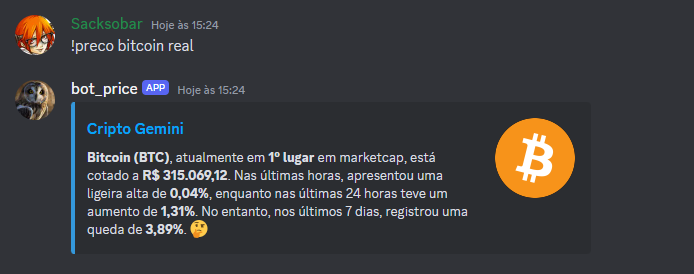 Sacksobar Hoje às 15:24
!preco bitcoin real
bot_price APP Hoje às 15:24
Cripto Gemini
Bitcoin (BTC), atualmente em 1º lugar em marketcap, está
cotado a R$ 315.069,12. Nas últimas horas, apresentou uma
ligeira alta de 0,04%, enquanto nas últimas 24 horas teve um
aumento de 1,31%. No entanto, nos últimos 7 dias, registrou uma
queda de 3,89%. 🤔